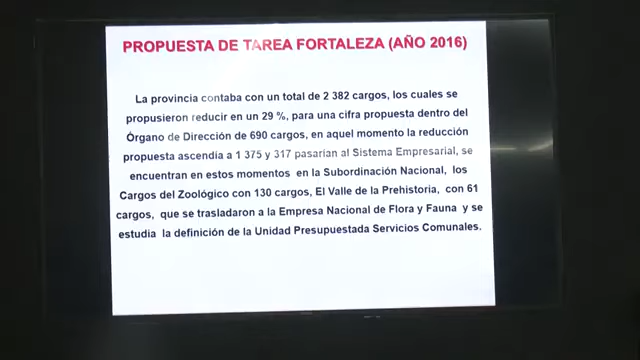 PROPUESTA DE TAREA FORTALEZA (AÑO 2016)
La provincia contaba con un total de 2 382 cargos, los cuales se
propusieron reducir en un 29 %, para una cifra propuesta dentro del
Órgano de Dirección de 690 cargos, en aquel momento la reducción
propuesta ascendía a 1 375 y 317 pasarían al Sistema Empresarial, se
encuentran en estos momentos en la Subordinación Nacional, los
Cargos del Zoológico con 130 cargos, El Valle de la Prehistoria, con 61
cargos, que se trasladaron a la Empresa Nacional de Flora y Fauna y se
estudia la definición de la Unidad Presupuestada Servicios Comunales.